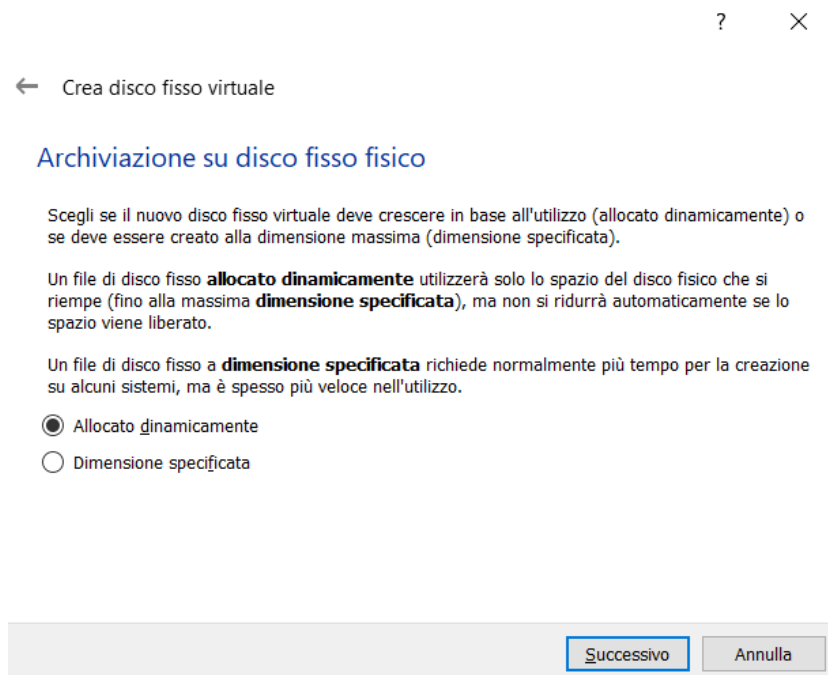 ?
Crea disco fisso virtuale
Archiviazione su disco fisso fisico
Scegli se il nuovo disco fisso virtuale deve crescere in base all'utilizzo (allocato dinamicamente) o
se deve essere creato alla dimensione massima (dimensione specificata).
Un file di disco fisso allocato dinamicamente utilizzerà solo lo spazio del disco fisico che si
riempe (fino alla massima dimensione specificata), ma non si ridurrà automaticamente se lo
spazio viene liberato.
Un file di disco fisso a dimensione specificata richiede normalmente più tempo per la creazione
su alcuni sistemi, ma è spesso più veloce nell'utilizzo.
Allocato dinamicamente
Dimensione specificata
Successivo Annulla